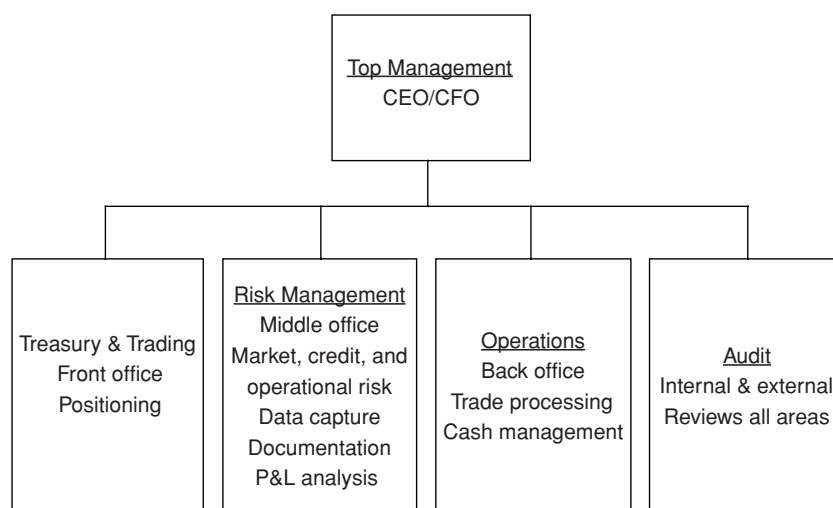 Top Management
CEO/CFO
Treasury & Trading
Front office
Positioning
Risk Management
Middle office
Market, credit, and
operational risk
Data capture
Documentation
P&L analysis
Operations
Back office
Trade processing
Cash management
Audit
Internal & external
Reviews all areas